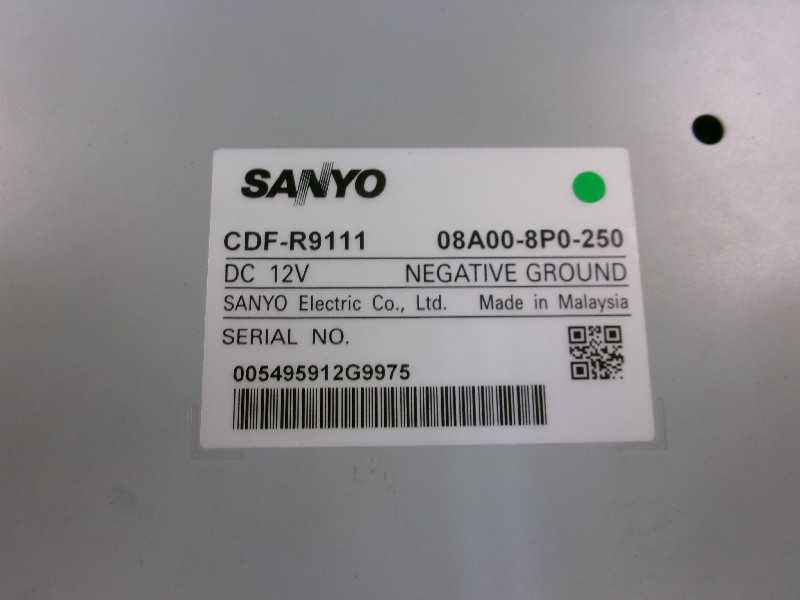 SANYO
CDF-R9111 08A00-8P0-250
DC 12V NEGATIVE GROUND
SANYO Electric Co., Ltd. Made in Malaysia
SERIAL NO.
005495912G9975